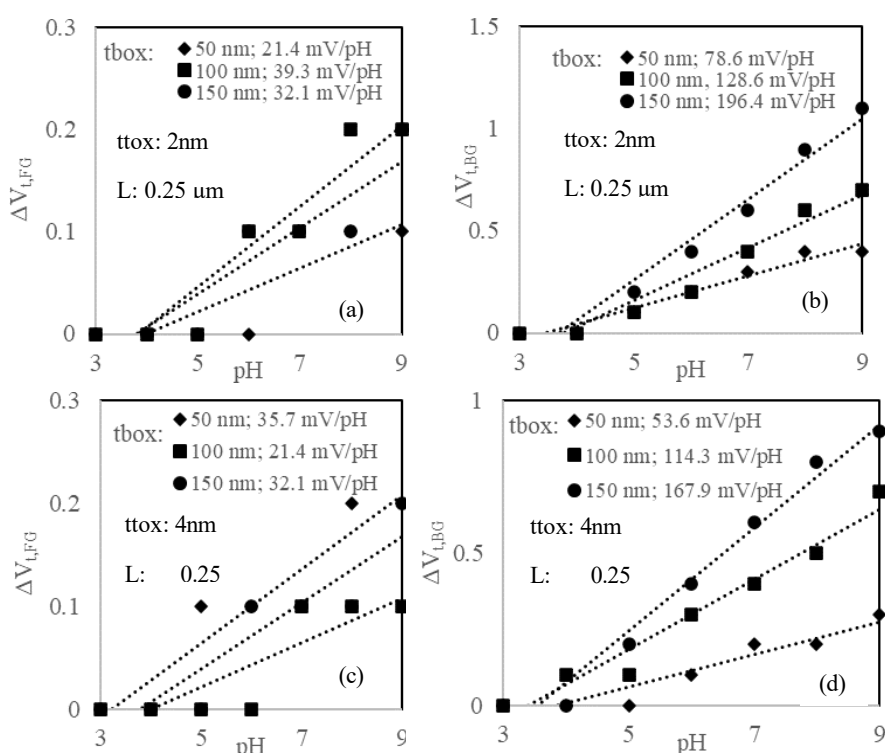 0.3
tbox:
50 nm; 21.4 mV/pH
100 nm; 39.3 mV/pH
150 nm; 32.1 mV/pH
0.2
ttox: 2nm
L: 0.25 um
ΔVt,FG
0.1
(a)
0
3 5 7 9
pH
1.5
tbox:
50 nm; 78.6 mV/pH
100 nm, 128.6 mV/pH
150 nm; 196.4 mV/pH
1
ttox: 2nm
L: 0.25 μm
ΔVt,BG
0.5
(b)
0
3 5 7 9
pH
0.3
tbox:
50 nm; 35.7 mV/pH
100 nm; 21.4 mV/pH
150 nm; 32.1 mV/pH
0.2
ttox: 4nm
L: 0.25
ΔVt,FG
0.1
(c)
0
3 5 7 9
pH
1
tbox:
50 nm; 53.6 mV/pH
100 nm; 114.3 mV/pH
150 nm; 167.9 mV/pH
ttox: 4nm
0.5
L: 0.25
ΔVt,BG
(d)
0
3 5 7 9
pH